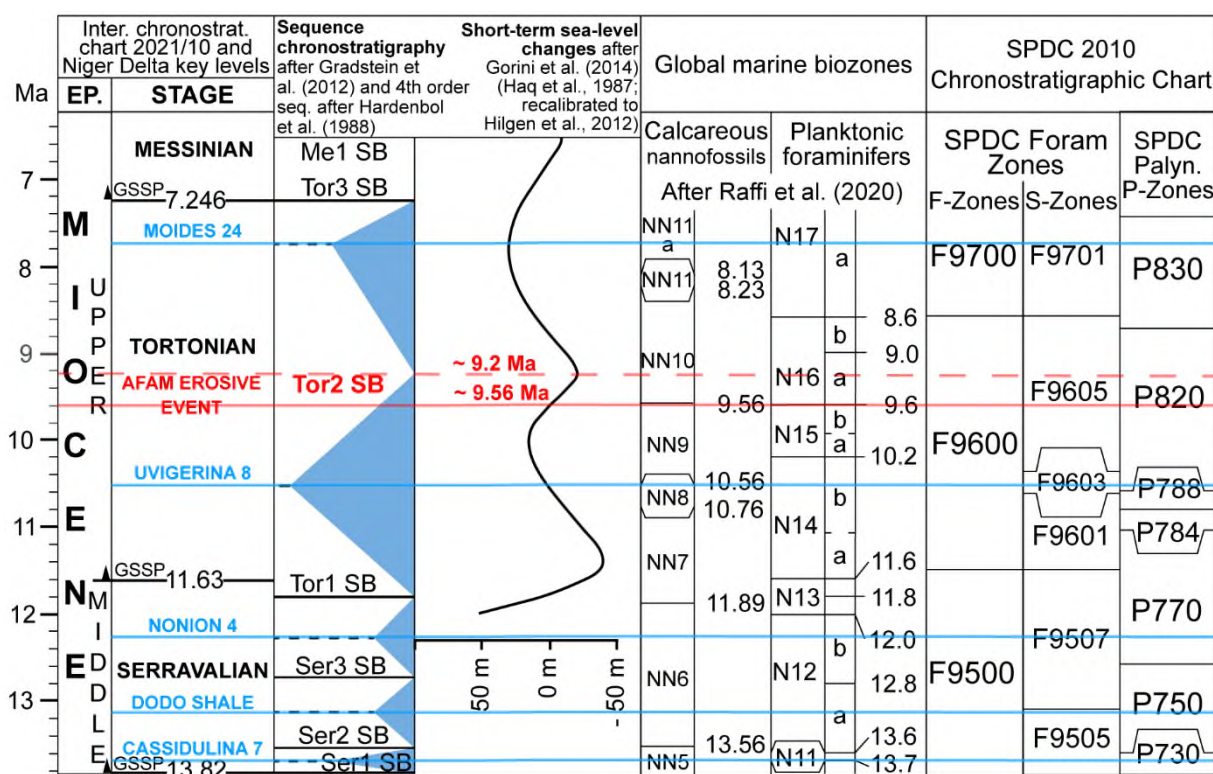 Inter. chronostrat.
chart 2021/10 and
Niger Delta key levels
Sequence
chronostratigraphy
after Gradstein et
al. (2012) and 4th order
seq. after Hardenbol
et al. (1988)
Short-term sea-level
changes after
Gorini et al. (2014)
(Haq et al., 1987;
recalibrated to
Hilgen et al., 2012)
Global marine biozones
SPDC 2010
Chronostratigraphic Chart
Ma
EP.
STAGE
Calcareous
nannofossils
Planktonic
foraminifers
After Raffi et al. (2020)
SPDC Foram
Zones
F-Zones
S-Zones
SPDC
Palyn.
P-Zones
7
8
9
10
11
12
13
MIOCENE
UPPER
MIDDLE
MESSINIAN
GSSP
7.246
MOIDES 24
TORTONIAN
AFAM EROSIVE
EVENT
UVIGERINA 8
GSSP
11.63
NONION 4
SERRAVALIAN
DODO SHALE
CASSIDULINA 7
GSSP
13.82
Me1 SB
Tor3 SB
Tor2 SB
Tor1 SB
Ser3 SB
Ser2 SB
Ser1 SB
~ 9.2 Ma
~ 9.56 Ma
50 m
0 m
- 50 m
NN11
a
NN11
NN10
NN9
NN8
NN7
NN6
NN5
8.13
8.23
9.56
10.56
10.76
11.89
13.56
N17
N16
N15
N14
N13
N12
N11
a
b
a
b
a
b
a
b
a
8.6
9.0
9.6
10.2
11.6
11.8
12.0
12.8
13.6
13.7
F9700
F9600
F9500
F9701
F9605
F9603
F9601
F9507
F9505
P830
P820
P788
P784
P770
P750
P730